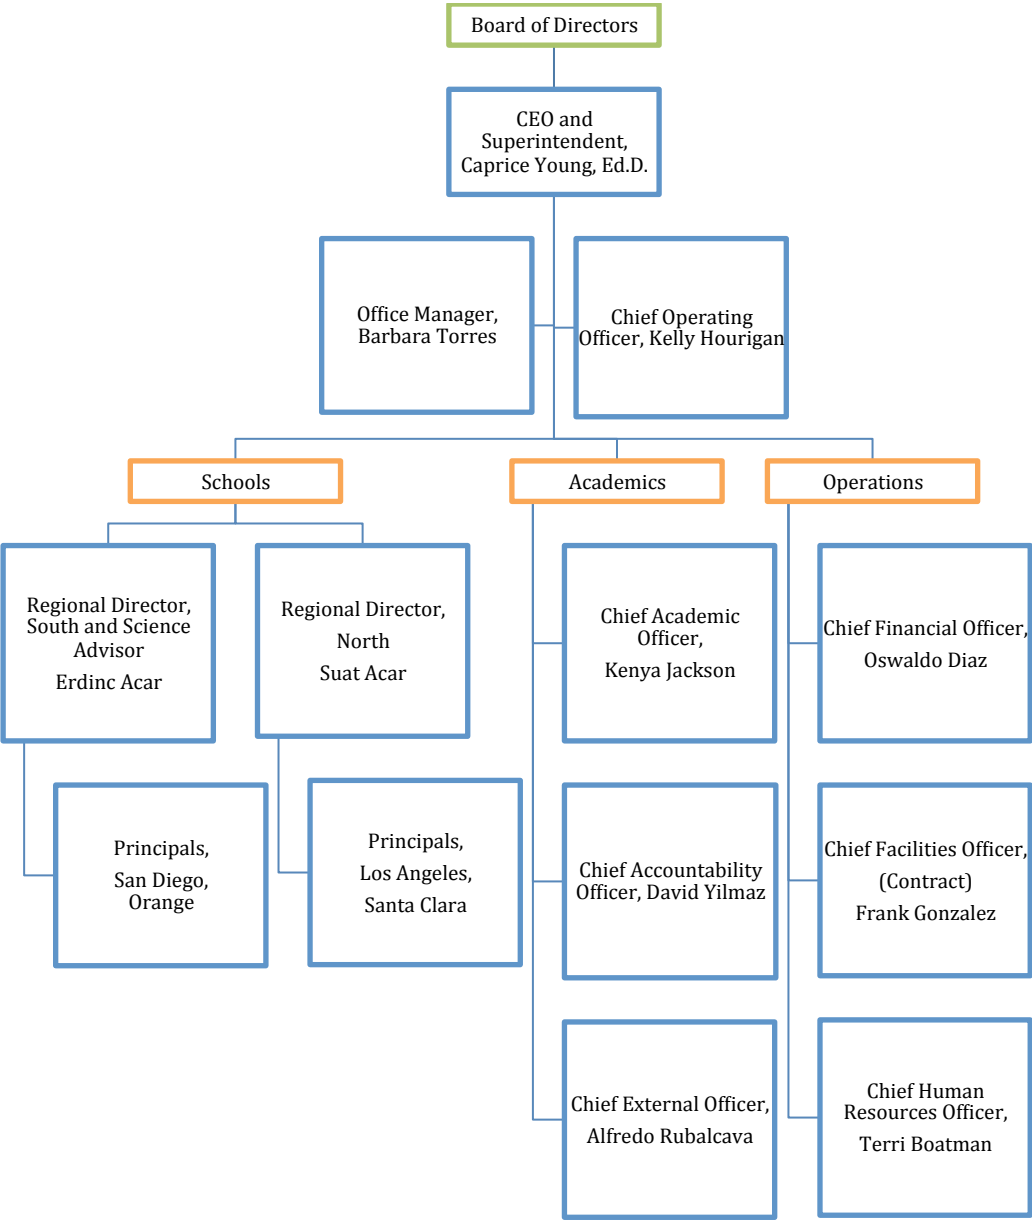 Board of Directors
CEO and
Superintendent,
Caprice Young, Ed.D.
Office Manager,
Barbara Torres
Chief Operating
Officer, Kelly Hourigan
Schools
Academics
Operations
Regional Director,
South and Science
Advisor
Erdinc Acar
Regional Director,
North
Suat Acar
Chief Academic
Officer,
Kenya Jackson
Chief Financial Officer,
Oswaldo Diaz
Principals,
San Diego,
Orange
Principals,
Los Angeles,
Santa Clara
Chief Accountability
Officer, David Yilmaz
Chief Facilities Officer,
(Contract)
Frank Gonzalez
Chief External Officer,
Alfredo Rubalcava
Chief Human
Resources Officer,
Terri Boatman